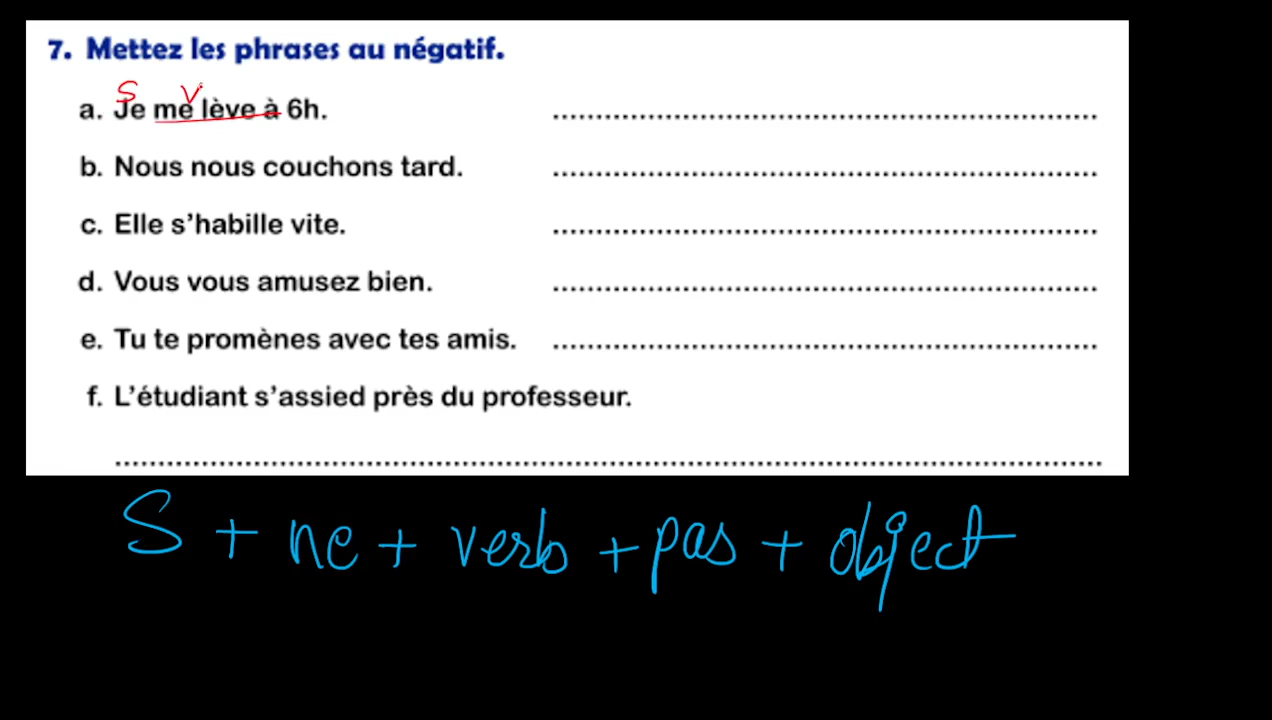 7. Mettez les phrases au négatif.
S V
a. Je me lève à 6h. ................................................................
b. Nous nous couchons tard. ................................................................
c. Elle s'habille vite. ................................................................
d. Vous vous amusez bien. ................................................................
e. Tu te promènes avec tes amis. ................................................................
f. L'étudiant s'assied près du professeur.
................................................................
S + ne + verb + pas + object